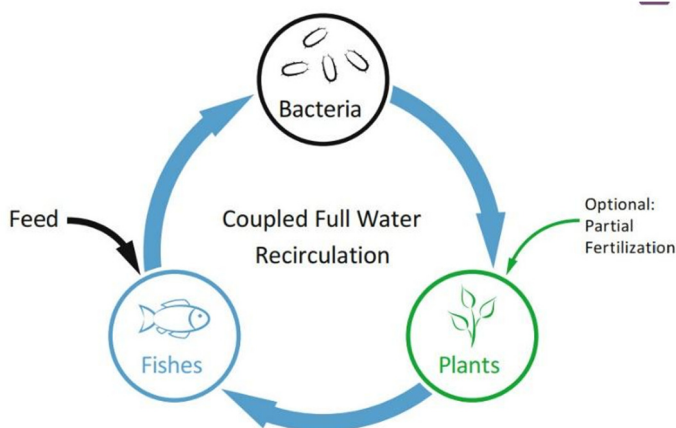 Bacteria
Feed
Coupled Full Water
Recirculation
Optional:
Partial
Fertilization
Fishes
Plants